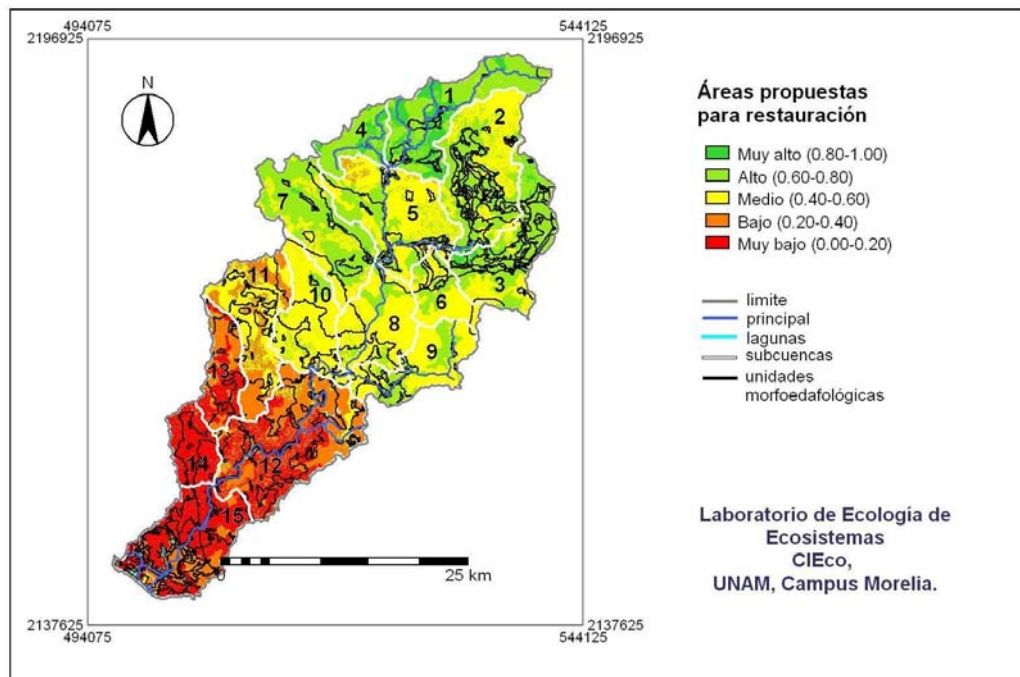 494075
544125
2196925
2196925
N
1
2
4
7
5
3
11
10
6
8
9
13
14
12
15
0
25 km
2137625
2137625
494075
544125
Áreas propuestas
para restauración
Muy alto (0.80-1.00)
Alto (0.60-0.80)
Medio (0.40-0.60)
Bajo (0.20-0.40)
Muy bajo (0.00-0.20)
limite
principal
lagunas
subcuencas
unidades
morfoedafológicas
Laboratorio de Ecología de
Ecosistemas
CIEco,
UNAM, Campus Morelia.